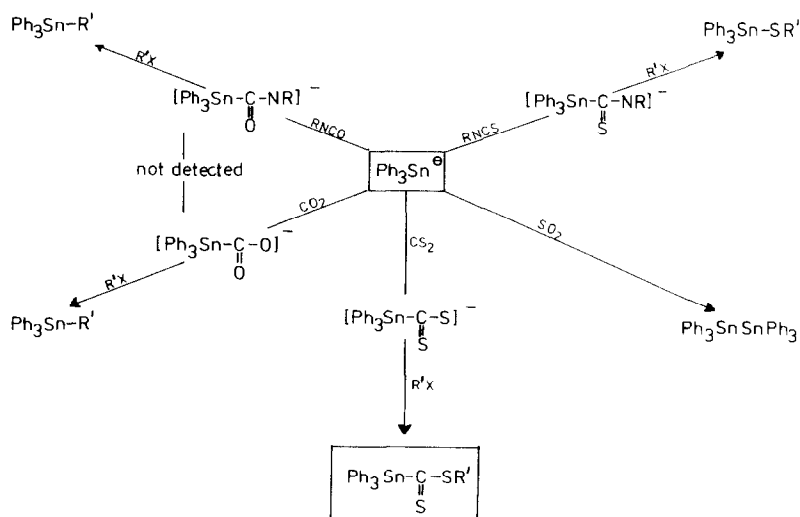 Ph3Sn-R'
Ph3Sn-SR'
R'X
R'X
[Ph3Sn-C-NR]⁻
O
[Ph3Sn-C-NR]⁻
S
RNCO
RNCS
not detected
Ph3Sn⊖
CO2
CS2
SO2
[Ph3Sn-C-O]⁻
O
R'X
Ph3Sn-R'
[Ph3Sn-C-S]⁻
S
Ph3SnSnPh3
R'X
Ph3Sn-C-SR'
S